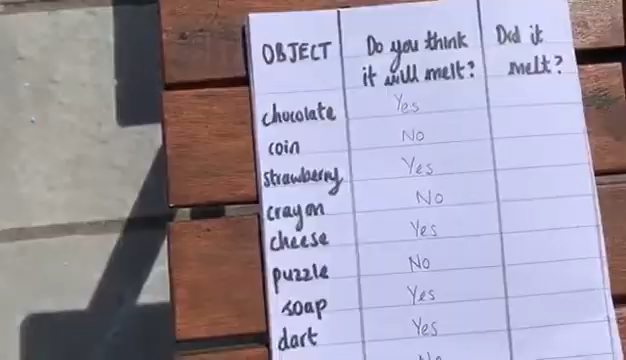 OBJECT Do you think it will melt? Did it melt?
chocolate Yes
coin No
strawberry Yes
crayon No
cheese Yes
puzzle No
soap Yes
dart Yes
No